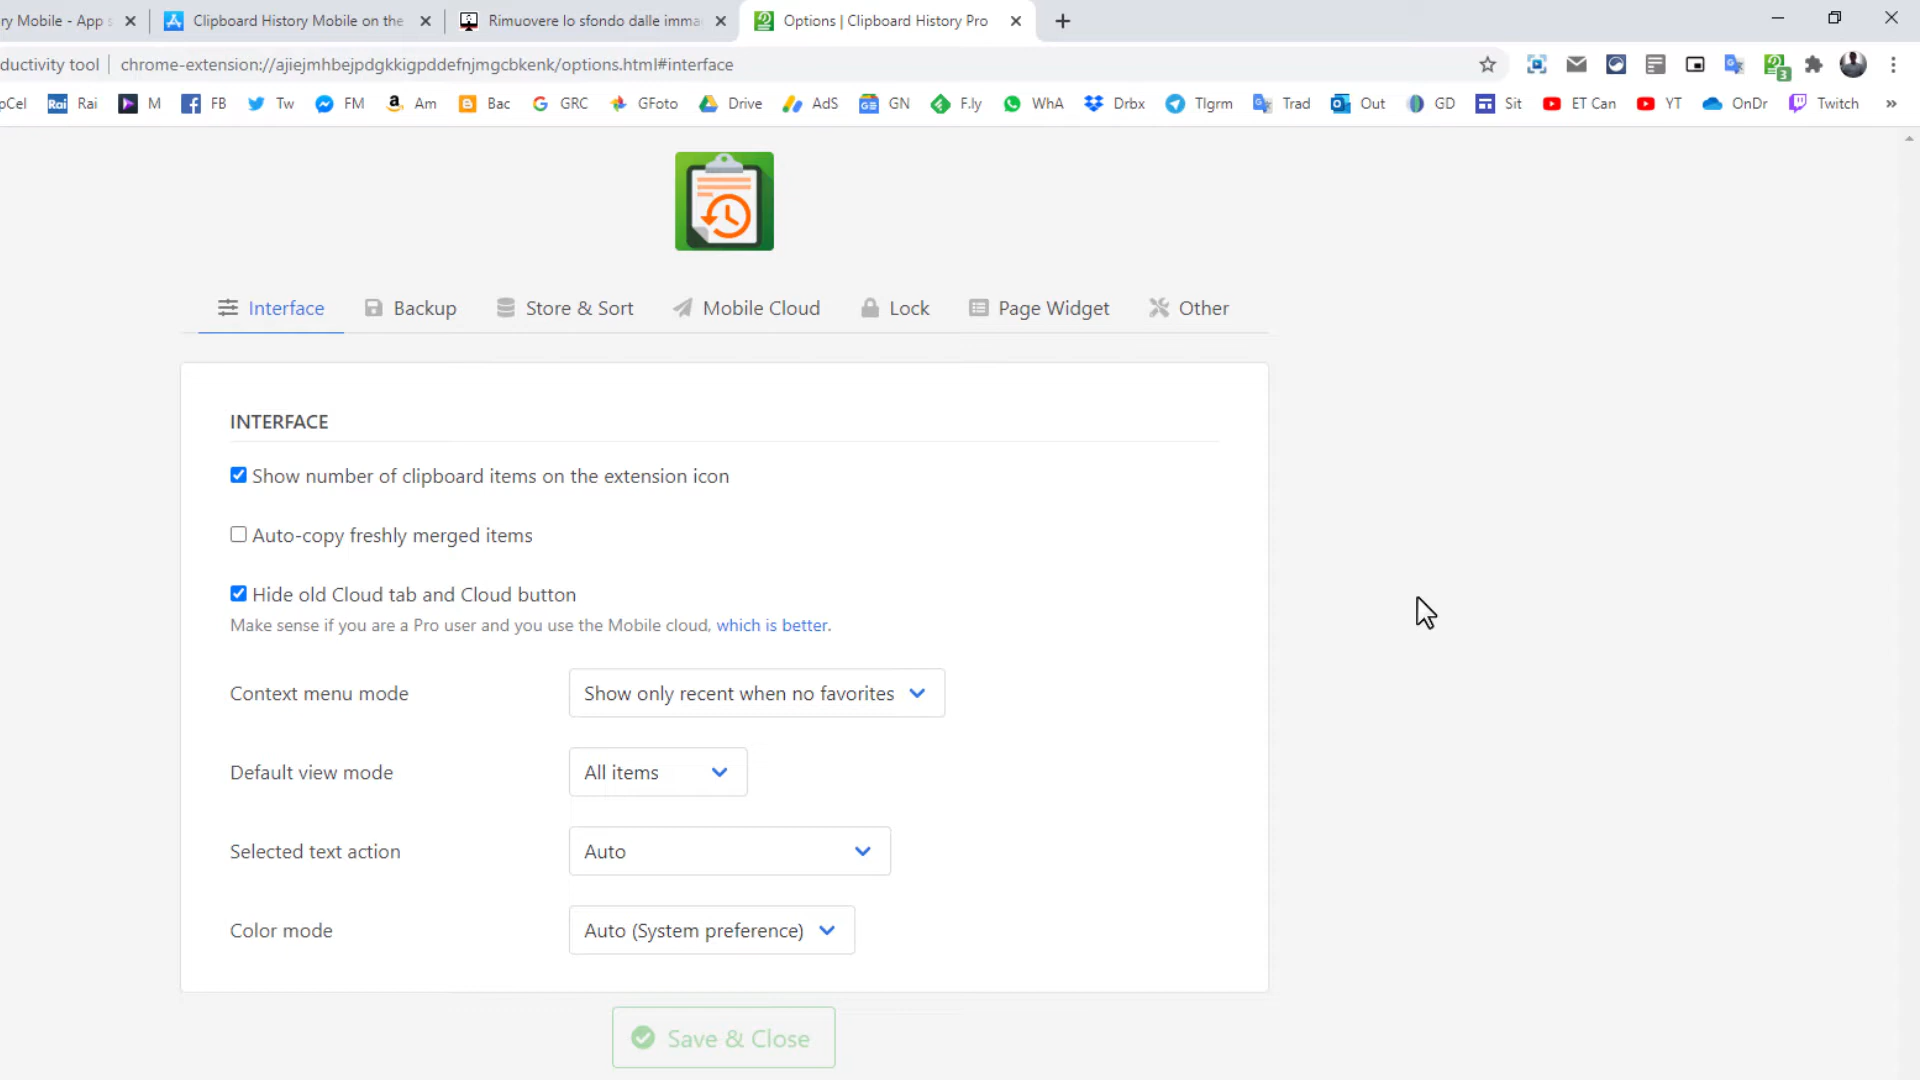 ry Mobile - App s
Clipboard History Mobile on the
Rimuovere lo sfondo dalle imma
Options | Clipboard History Pro
ductivity tool
chrome-extension://ajiejmhbejpdgkkigpddefnjmgcbkenk/options.html#interface
3
pCel
Rai Rai
M
FB
Tw
FM
Am
Bac
GRC
GFoto
Drive
AdS
GN
F.ly
WhA
Drbx
Tlgrm
Trad
Out
GD
Sit
ET Can
YT
OnDr
Twitch
»
Interface
Backup
Store & Sort
Mobile Cloud
Lock
Page Widget
Other
INTERFACE
Show number of clipboard items on the extension icon
Auto-copy freshly merged items
Hide old Cloud tab and Cloud button
Make sense if you are a Pro user and you use the Mobile cloud, which is better.
Context menu mode
Show only recent when no favorites
Default view mode
All items
Selected text action
Auto
Color mode
Auto (System preference)
Save & Close